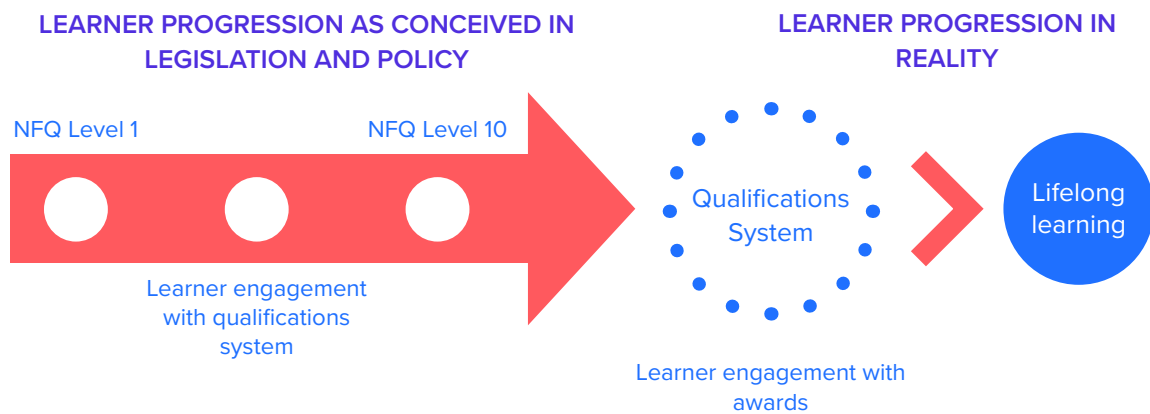 LEARNER PROGRESSION AS CONCEIVED IN
LEGISLATION AND POLICY
NFQ Level 1
NFQ Level 10
Learner engagement
with qualifications
system
LEARNER PROGRESSION IN
REALITY
Qualifications
System
Lifelong
learning
Learner engagement with
awards